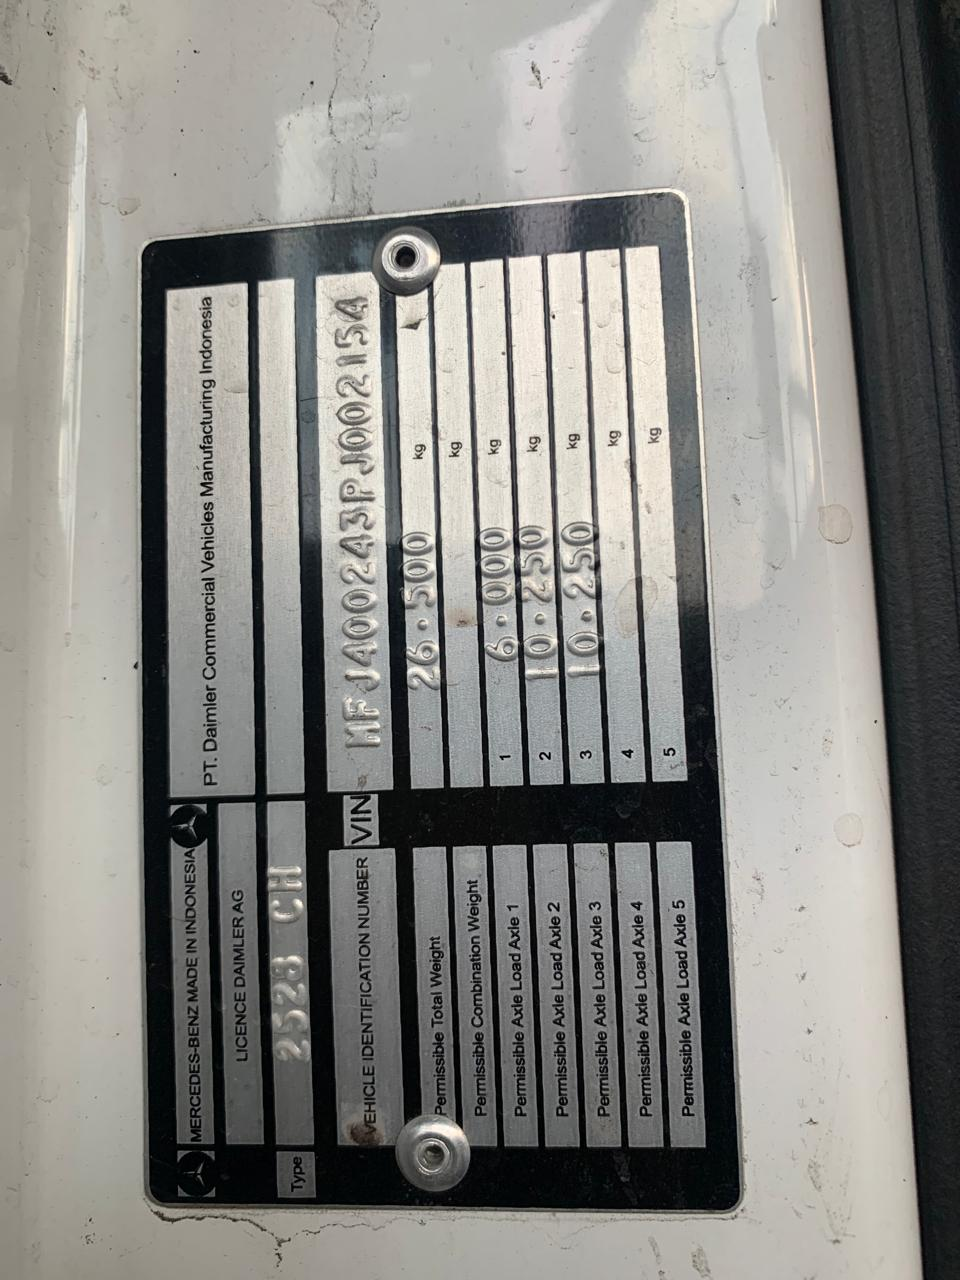 MERCEDES-BENZ MADE IN INDONESIA
PT. Daimler Commercial Vehicles Manufacturing Indonesia
LICENCE DAIMLER AG
Type 2528 CH
VEHICLE IDENTIFICATION NUMBER VIN MFJ400243PJ002154
Permissible Total Weight 26.500 kg
Permissible Combination Weight kg
Permissible Axle Load Axle 1 1 6.000 kg
Permissible Axle Load Axle 2 2 10.250 kg
Permissible Axle Load Axle 3 3 10.250 kg
Permissible Axle Load Axle 4 4 kg
Permissible Axle Load Axle 5 5 kg